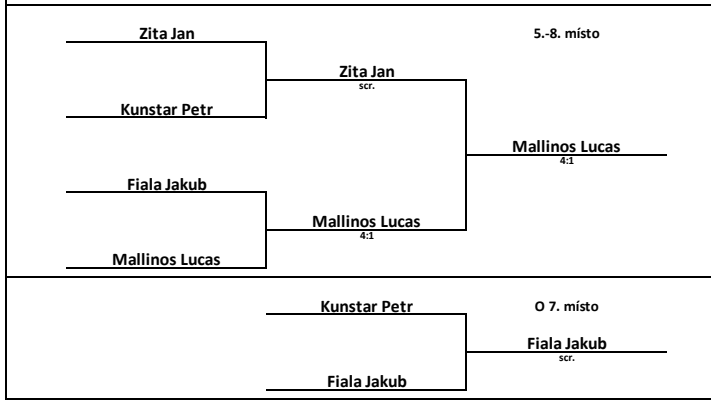 Zita Jan
5.-8. místo
Zita Jan
scr.
Kunstar Petr
Mallinos Lucas
4:1
Fiala Jakub
Mallinos Lucas
4:1
Mallinos Lucas
Kunstar Petr
O 7. místo
Fiala Jakub
scr.
Fiala Jakub